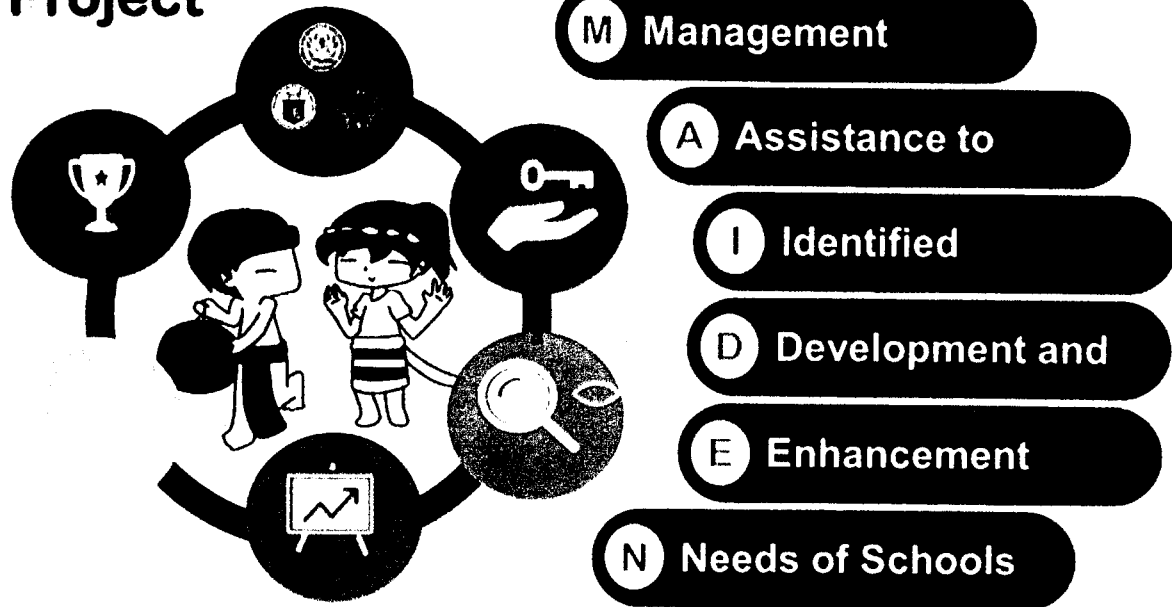 Project
M Management
A Assistance to
I Identified
D Development and
E Enhancement
N Needs of Schools